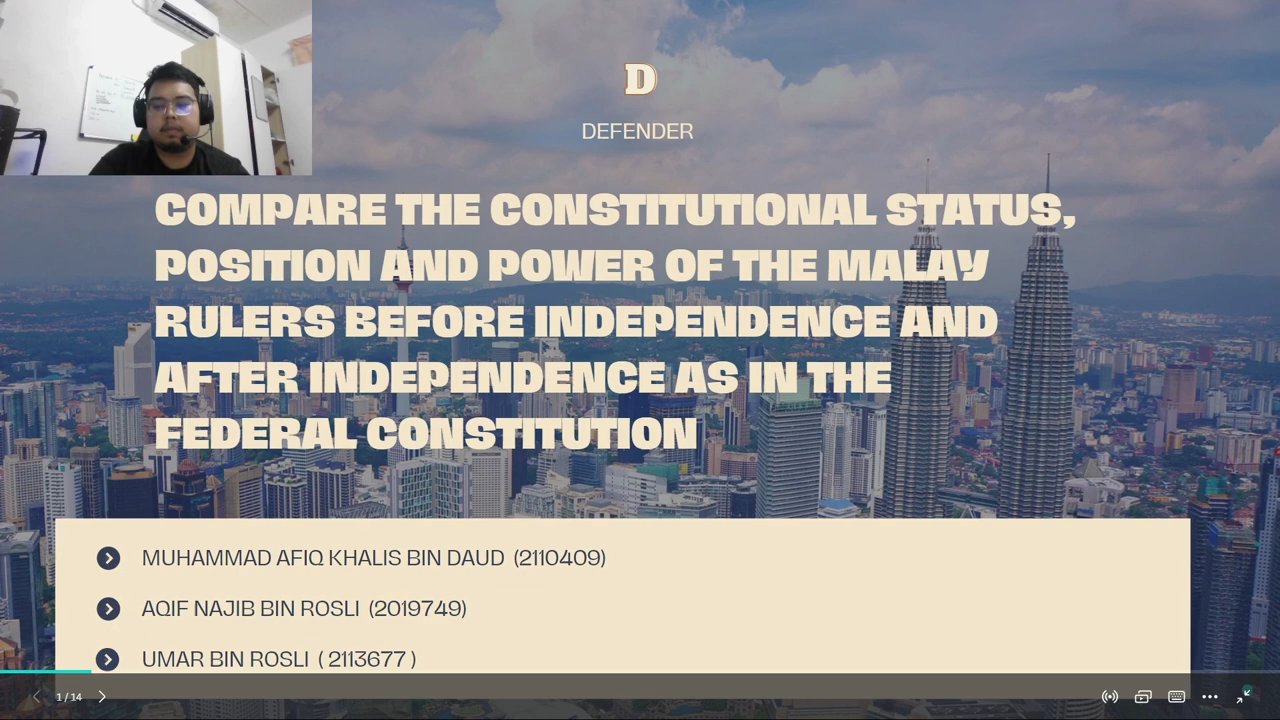 D
DEFENDER
COMPARE THE CONSTITUTIONAL STATUS,
POSITION AND POWER OF THE MALAY
RULERS BEFORE INDEPENDENCE AND
AFTER INDEPENDENCE AS IN THE
FEDERAL CONSTITUTION
MUHAMMAD AFIQ KHALIS BIN DAUD (2110409)
AQIF NAJIB BIN ROSLI (2019749)
UMAR BIN ROSLI ( 2113677 )
1 / 14